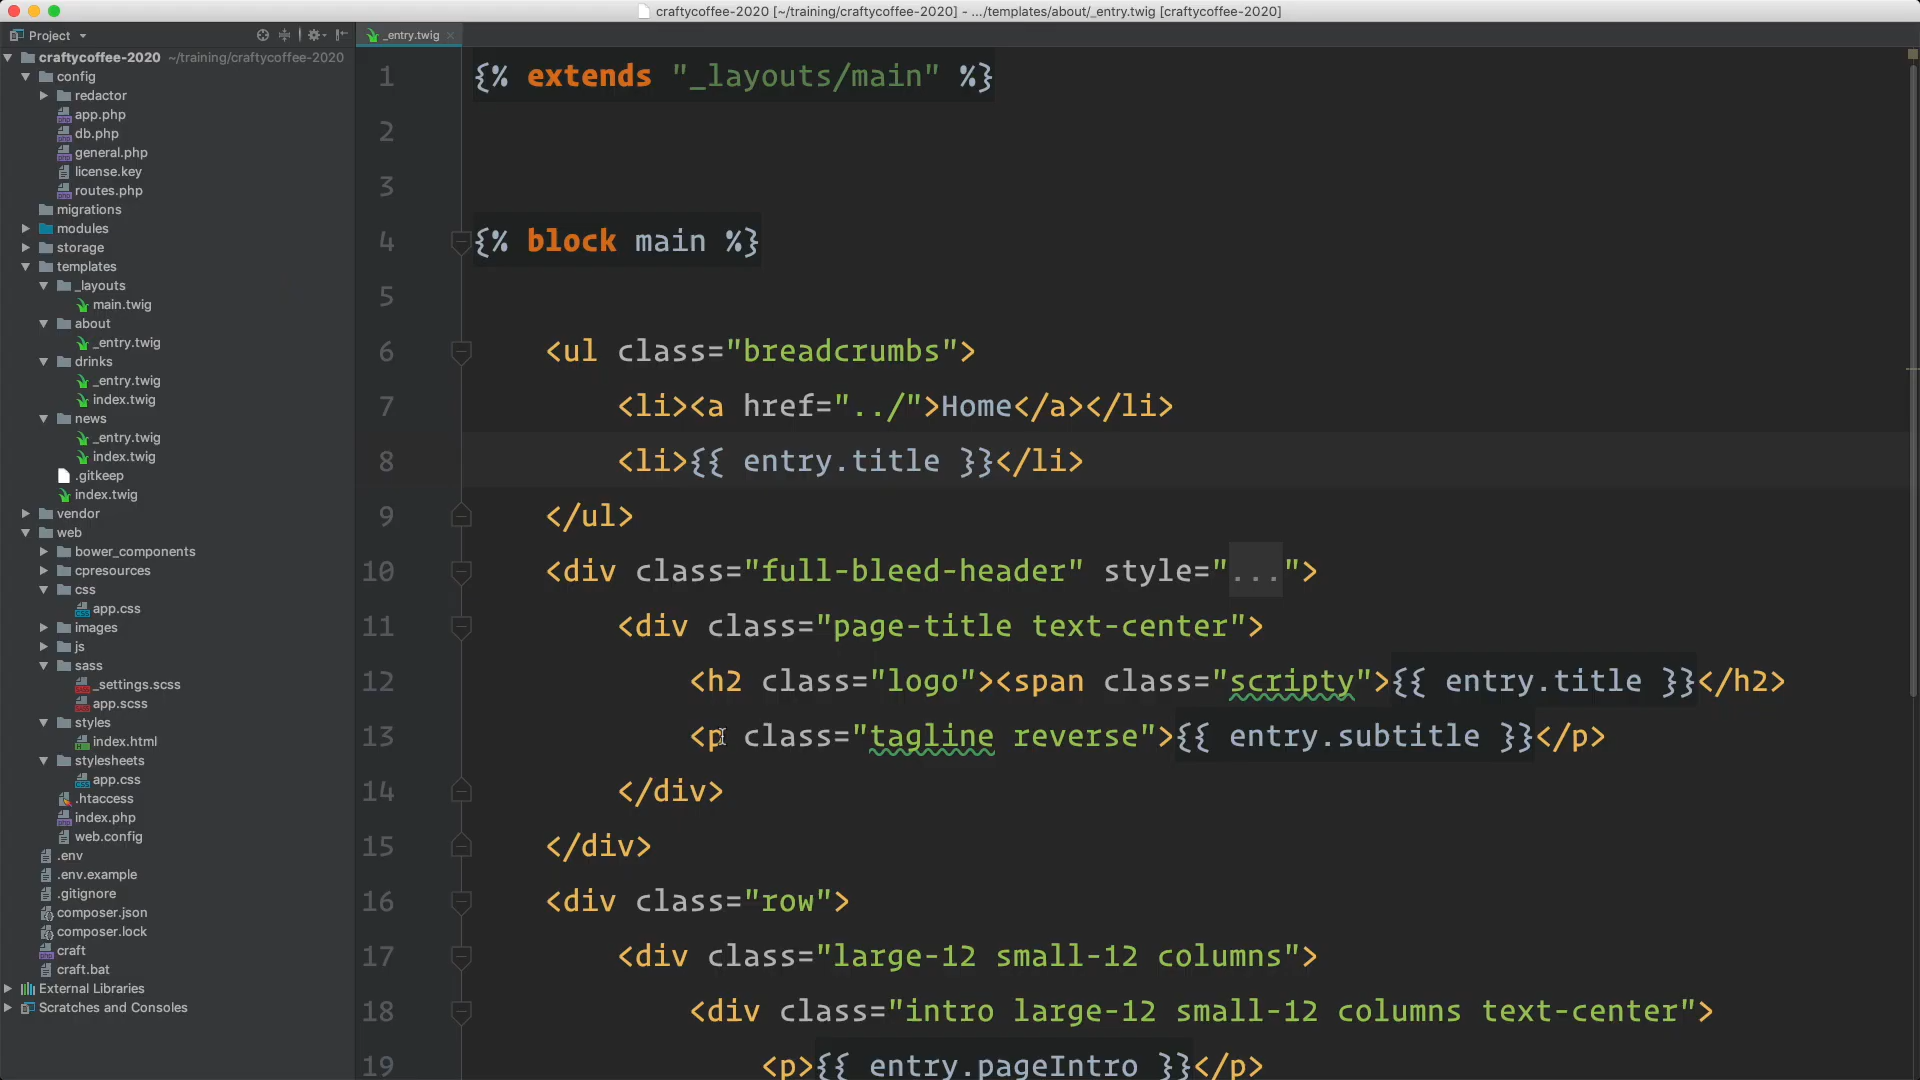 craftycoffee-2020 [~/training/craftycoffee-2020] - .../templates/about/_entry.twig [craftycoffee-2020]
Project
_entry.twig
craftycoffee-2020 ~/training/craftycoffee-2020
config
redactor
app.php
db.php
general.php
license.key
routes.php
migrations
modules
storage
templates
_layouts
main.twig
about
_entry.twig
drinks
_entry.twig
index.twig
news
_entry.twig
index.twig
.gitkeep
index.twig
vendor
web
bower_components
cpresources
css
app.css
images
js
sass
_settings.scss
app.scss
styles
index.html
stylesheets
app.css
.htaccess
index.php
web.config
.env
.env.example
.gitignore
composer.json
composer.lock
craft
craft.bat
External Libraries
Scratches and Consoles
1 {% extends "_layouts/main" %}
2
3
4 {% block main %}
5
6 <ul class="breadcrumbs">
7 <li><a href="../">Home</a></li>
8 <li>{{ entry.title }}</li>
9 </ul>
10 <div class="full-bleed-header" style="...">
11 <div class="page-title text-center">
12 <h2 class="logo"><span class="scripty">{{ entry.title }}</h2>
13 <p class="tagline reverse">{{ entry.subtitle }}</p>
14 </div>
15 </div>
16 <div class="row">
17 <div class="large-12 small-12 columns">
18 <div class="intro large-12 small-12 columns text-center">
19 <p>{{ entry.pageIntro }}</p>